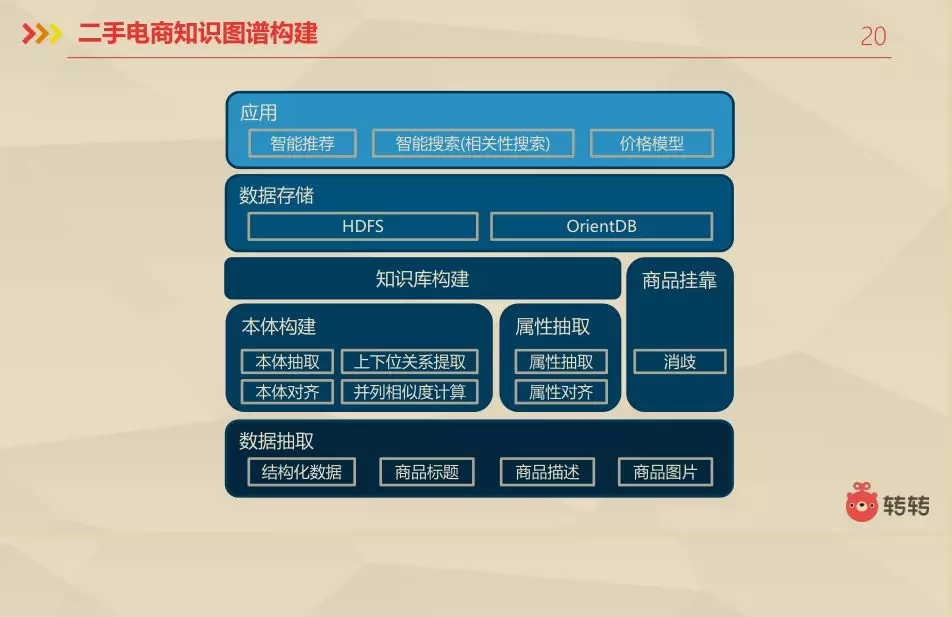 二手电商知识图谱构建
20
应用
智能推荐
智能搜索(相关性搜索)
价格模型
数据存储
HDFS
OrientDB
知识库构建
商品挂靠
本体构建
属性抽取
本体抽取
上下位关系提取
属性抽取
消歧
本体对齐
并列相似度计算
属性对齐
数据抽取
结构化数据
商品标题
商品描述
商品图片
转转